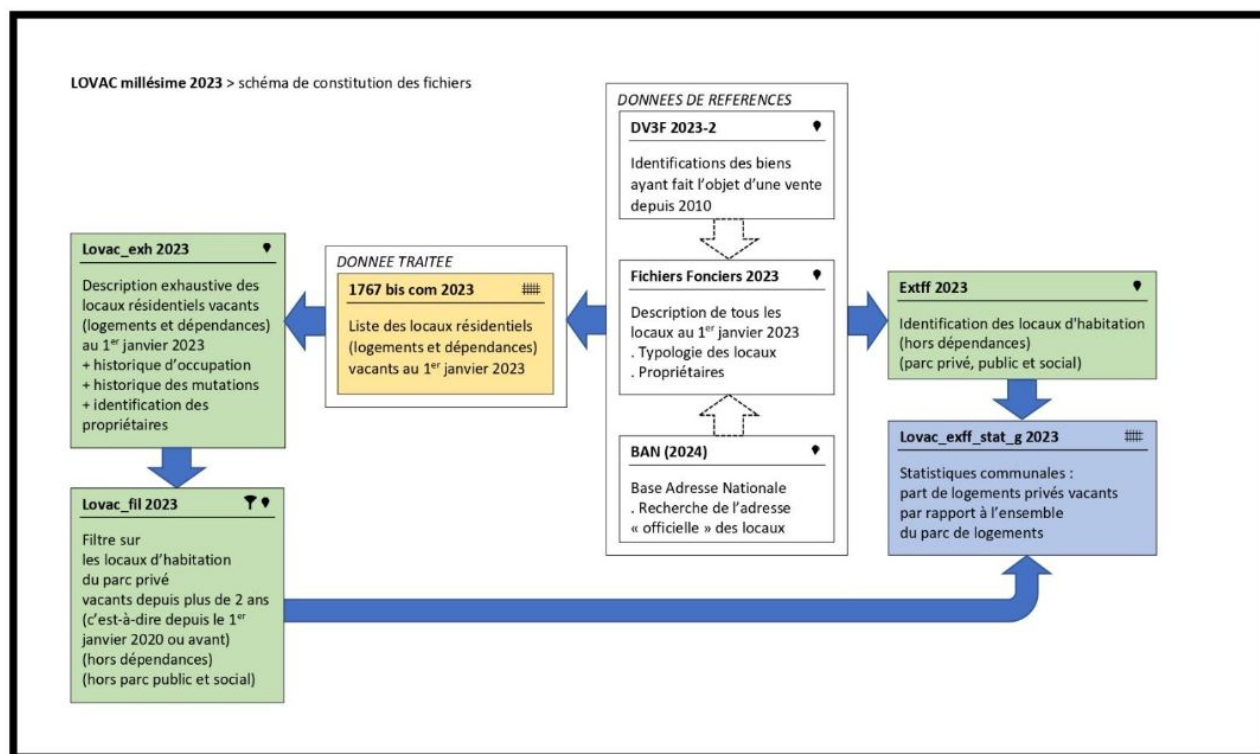 LOVAC millésime 2023 > schéma de constitution des fichiers
DONNEES DE REFERENCES
DV3F 2023-2
Identifications des biens
ayant fait l’objet d’une vente
depuis 2010
Lovac_exh 2023
Description exhaustive des
locaux résidentiels vacants
(logements et dépendances)
au 1er janvier 2023
+ historique d’occupation
+ historique des mutations
+ identification des
propriétaires
DONNEE TRAITEE
1767 bis com 2023
Liste des locaux résidentiels
(logements et dépendances)
vacants au 1er janvier 2023
Fichiers Fonciers 2023
Description de tous les
locaux au 1er janvier 2023
. Typologie des locaux
. Propriétaires
Extff 2023
Identification des locaux d'habitation
(hors dépendances)
(parc privé, public et social)
BAN (2024)
Base Adresse Nationale
. Recherche de l’adresse
« officielle » des locaux
Lovac_exff_stat_g 2023
Statistiques communales :
part de logements privés vacants
par rapport à l’ensemble
du parc de logements
Lovac_fil 2023
Filtre sur
les locaux d’habitation
du parc privé
vacants depuis plus de 2 ans
(c’est-à-dire depuis le 1er
janvier 2020 ou avant)
(hors dépendances)
(hors parc public et social)